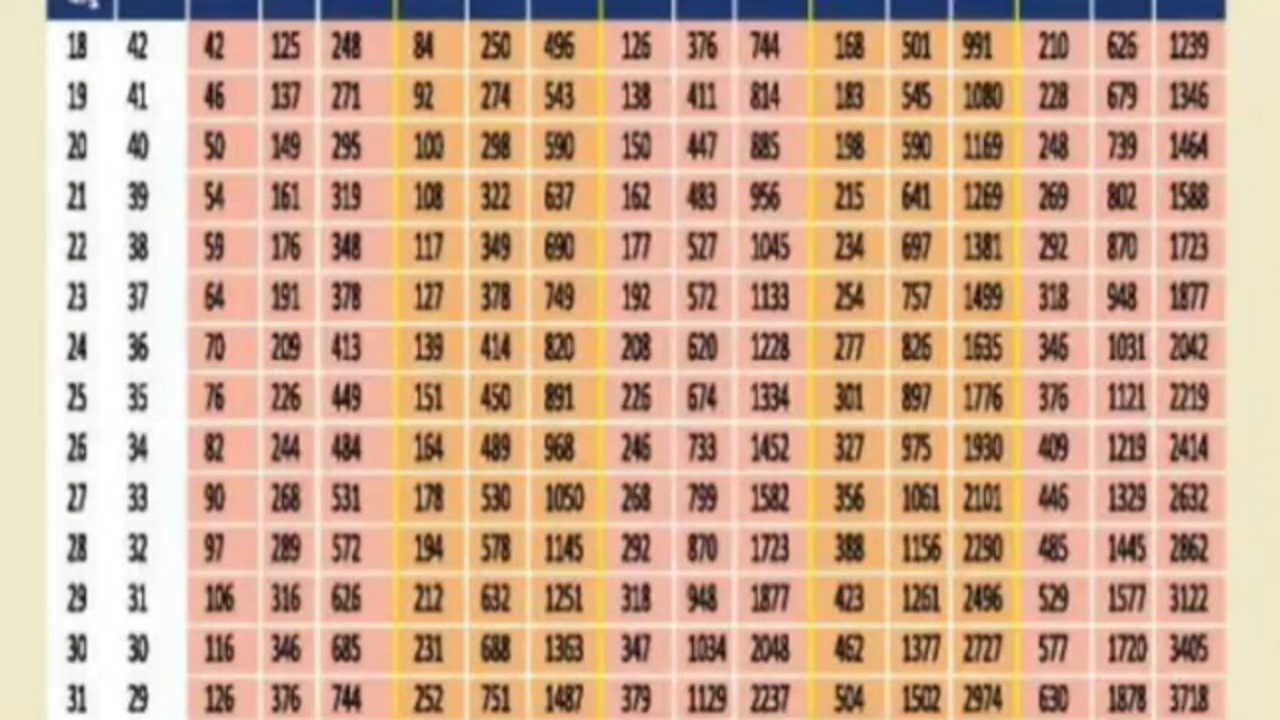 18 42 42 125 248 84 250 496 126 376 744 168 501 991 210 626 1239
19 41 46 137 271 92 274 543 138 411 814 183 545 1080 228 679 1346
20 40 50 149 295 100 298 590 150 447 885 198 590 1169 248 739 1464
21 39 54 161 319 108 322 637 162 483 956 215 641 1269 269 802 1588
22 38 59 176 348 117 349 690 177 527 1045 234 697 1381 292 870 1723
23 37 64 191 378 127 378 749 192 572 1133 254 757 1499 318 948 1877
24 36 70 209 413 139 414 820 208 620 1228 277 826 1635 346 1031 2042
25 35 76 226 449 151 450 891 226 674 1334 301 897 1776 376 1121 2219
26 34 82 244 484 164 489 968 246 733 1452 327 975 1930 409 1219 2414
27 33 90 268 531 178 530 1050 268 799 1582 356 1061 2101 446 1329 2632
28 32 97 289 572 194 578 1145 292 870 1723 388 1156 2290 485 1445 2862
29 31 106 316 626 212 632 1251 318 948 1877 423 1261 2496 529 1577 3122
30 30 116 346 685 231 688 1363 347 1034 2048 462 1377 2727 577 1720 3405
31 29 126 376 744 252 751 1487 379 1129 2237 504 1502 2974 630 1878 3718